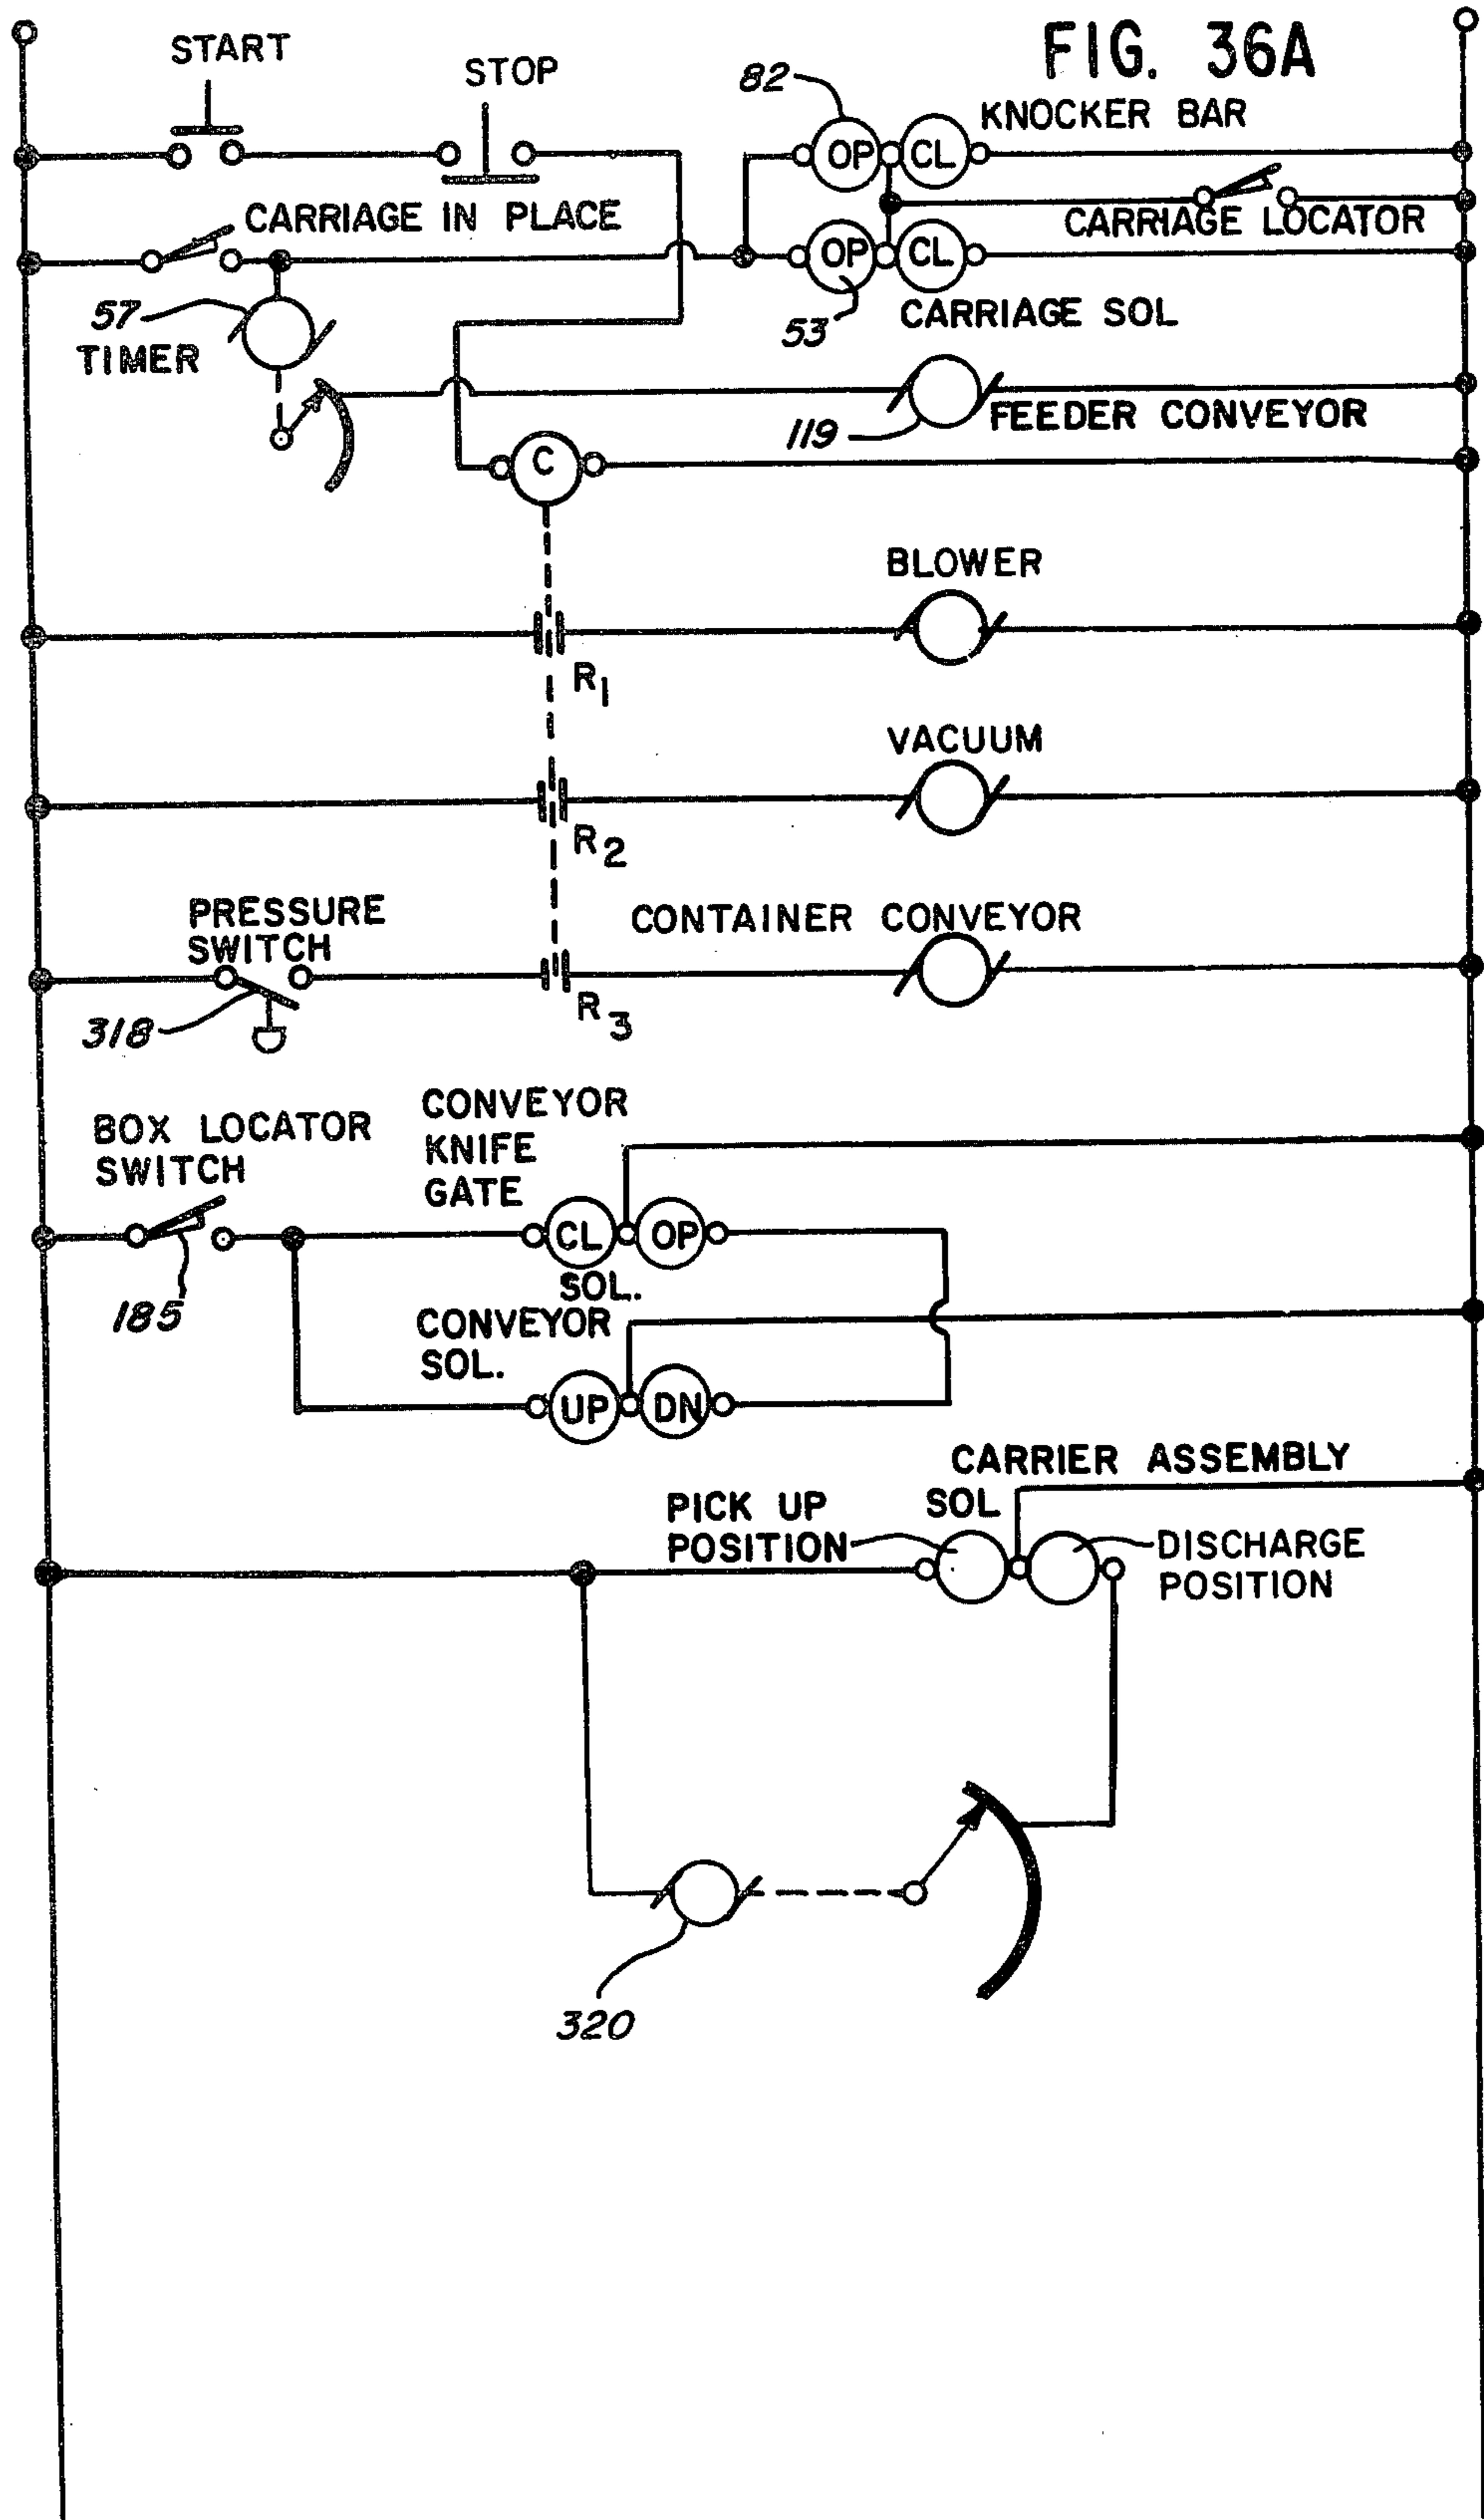 FIG. 36A
START
STOP
82
KNOCKER BAR
OP CL
CARRIAGE IN PLACE
CARRIAGE LOCATOR
OP CL
57
TIMER
53
CARRIAGE SOL
119
FEEDER CONVEYOR
C
BLOWER
R1
VACUUM
R2
PRESSURE
SWITCH
CONTAINER CONVEYOR
318
R3
BOX LOCATOR
SWITCH
CONVEYOR
KNIFE
GATE
CL OP
SOL.
185
CONVEYOR
SOL.
UP DN
CARRIER ASSEMBLY
SOL
PICK UP
POSITION
DISCHARGE
POSITION
320